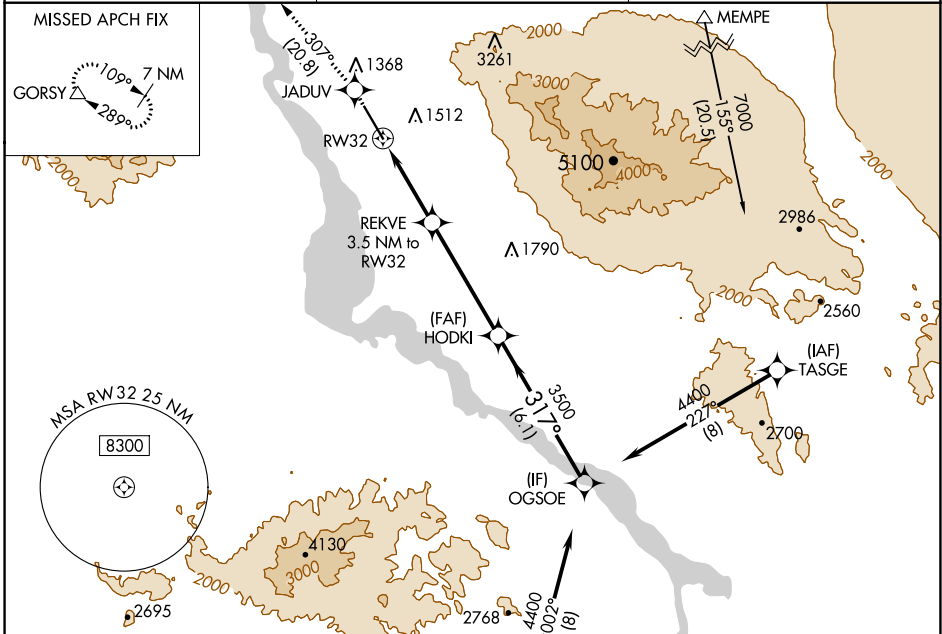 MISSED APCH FIX
109°
7 NM
GORSY
289°
2000
307°
(20.8)
1368
JADUV
RW32
1512
2000
3261
3000
5100
4000
MEMPE
7000
155°
(20.5)
2000
2986
REKVE
3.5 NM to
RW32
1790
2000
2560
(FAF)
HODKI
(IAF)
TASGE
4400
227°
(8)
2700
3500
317°
(6.1)
MSA RW32 25 NM
8300
(IF)
OGSOE
4130
3000
2000
2695
2768
4400
002°
(8)